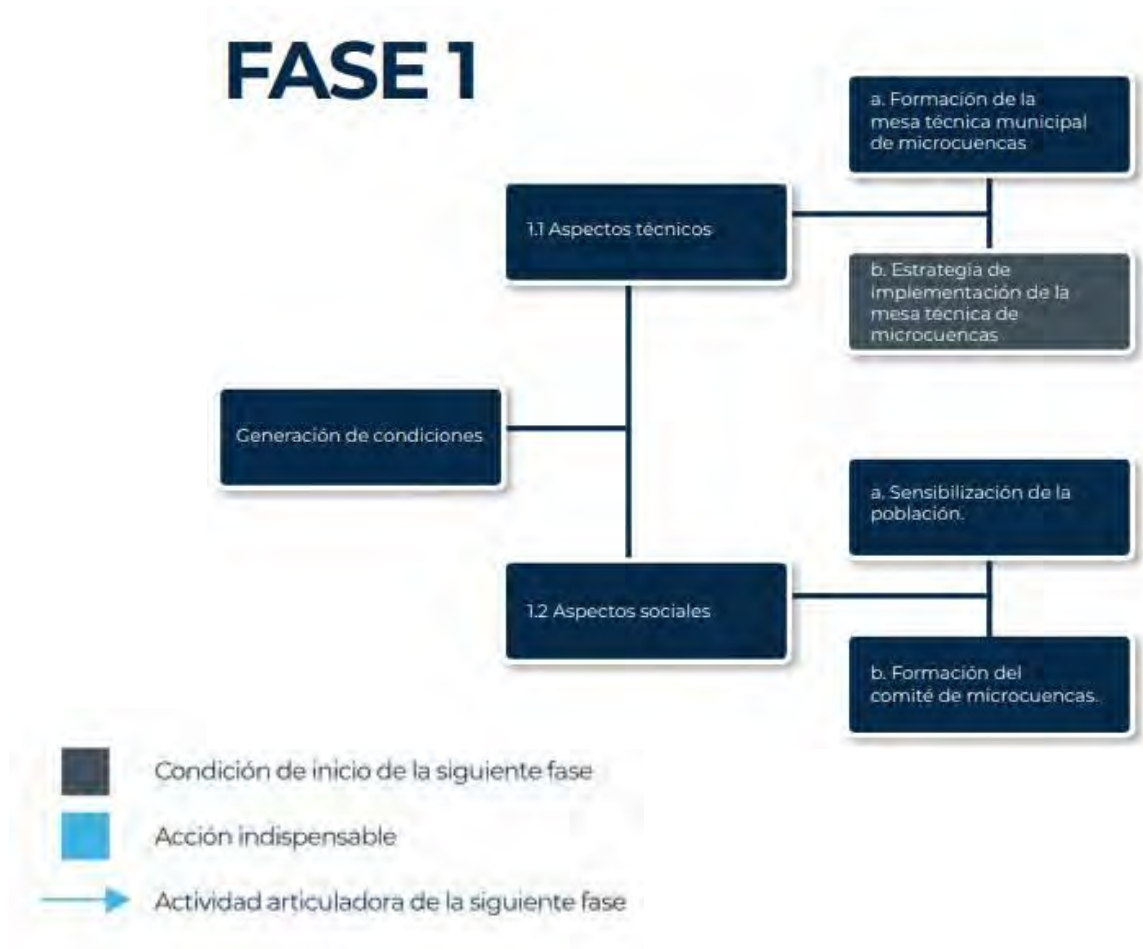 FASE 1
a. Formación de la
mesa técnica municipal
de microcuencas
1.1 Aspectos técnicos
b. Estrategia de
implementación de la
mesa técnica de
microcuencas
Generación de condiciones
a. Sensibilización de la
población.
1.2 Aspectos sociales
b. Formación del
comité de microcuencas.
Condición de inicio de la siguiente fase
Acción indispensable
Actividad articuladora de la siguiente fase